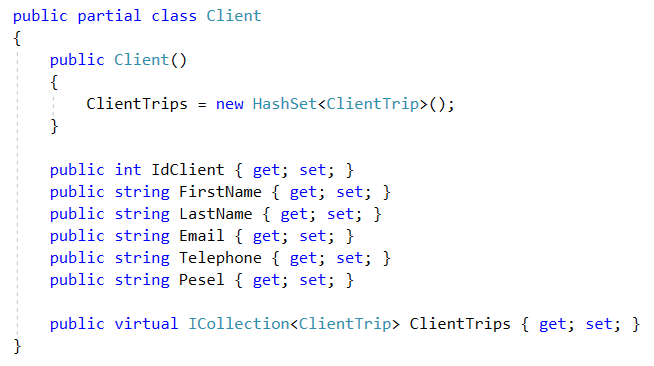 public partial class Client
{
public Client()
{
ClientTrips = new HashSet<ClientTrip>();
}
public int IdClient { get; set; }
public string FirstName { get; set; }
public string LastName { get; set; }
public string Email { get; set; }
public string Telephone { get; set; }
public string Pesel { get; set; }
public virtual ICollection<ClientTrip> ClientTrips { get; set; }
}